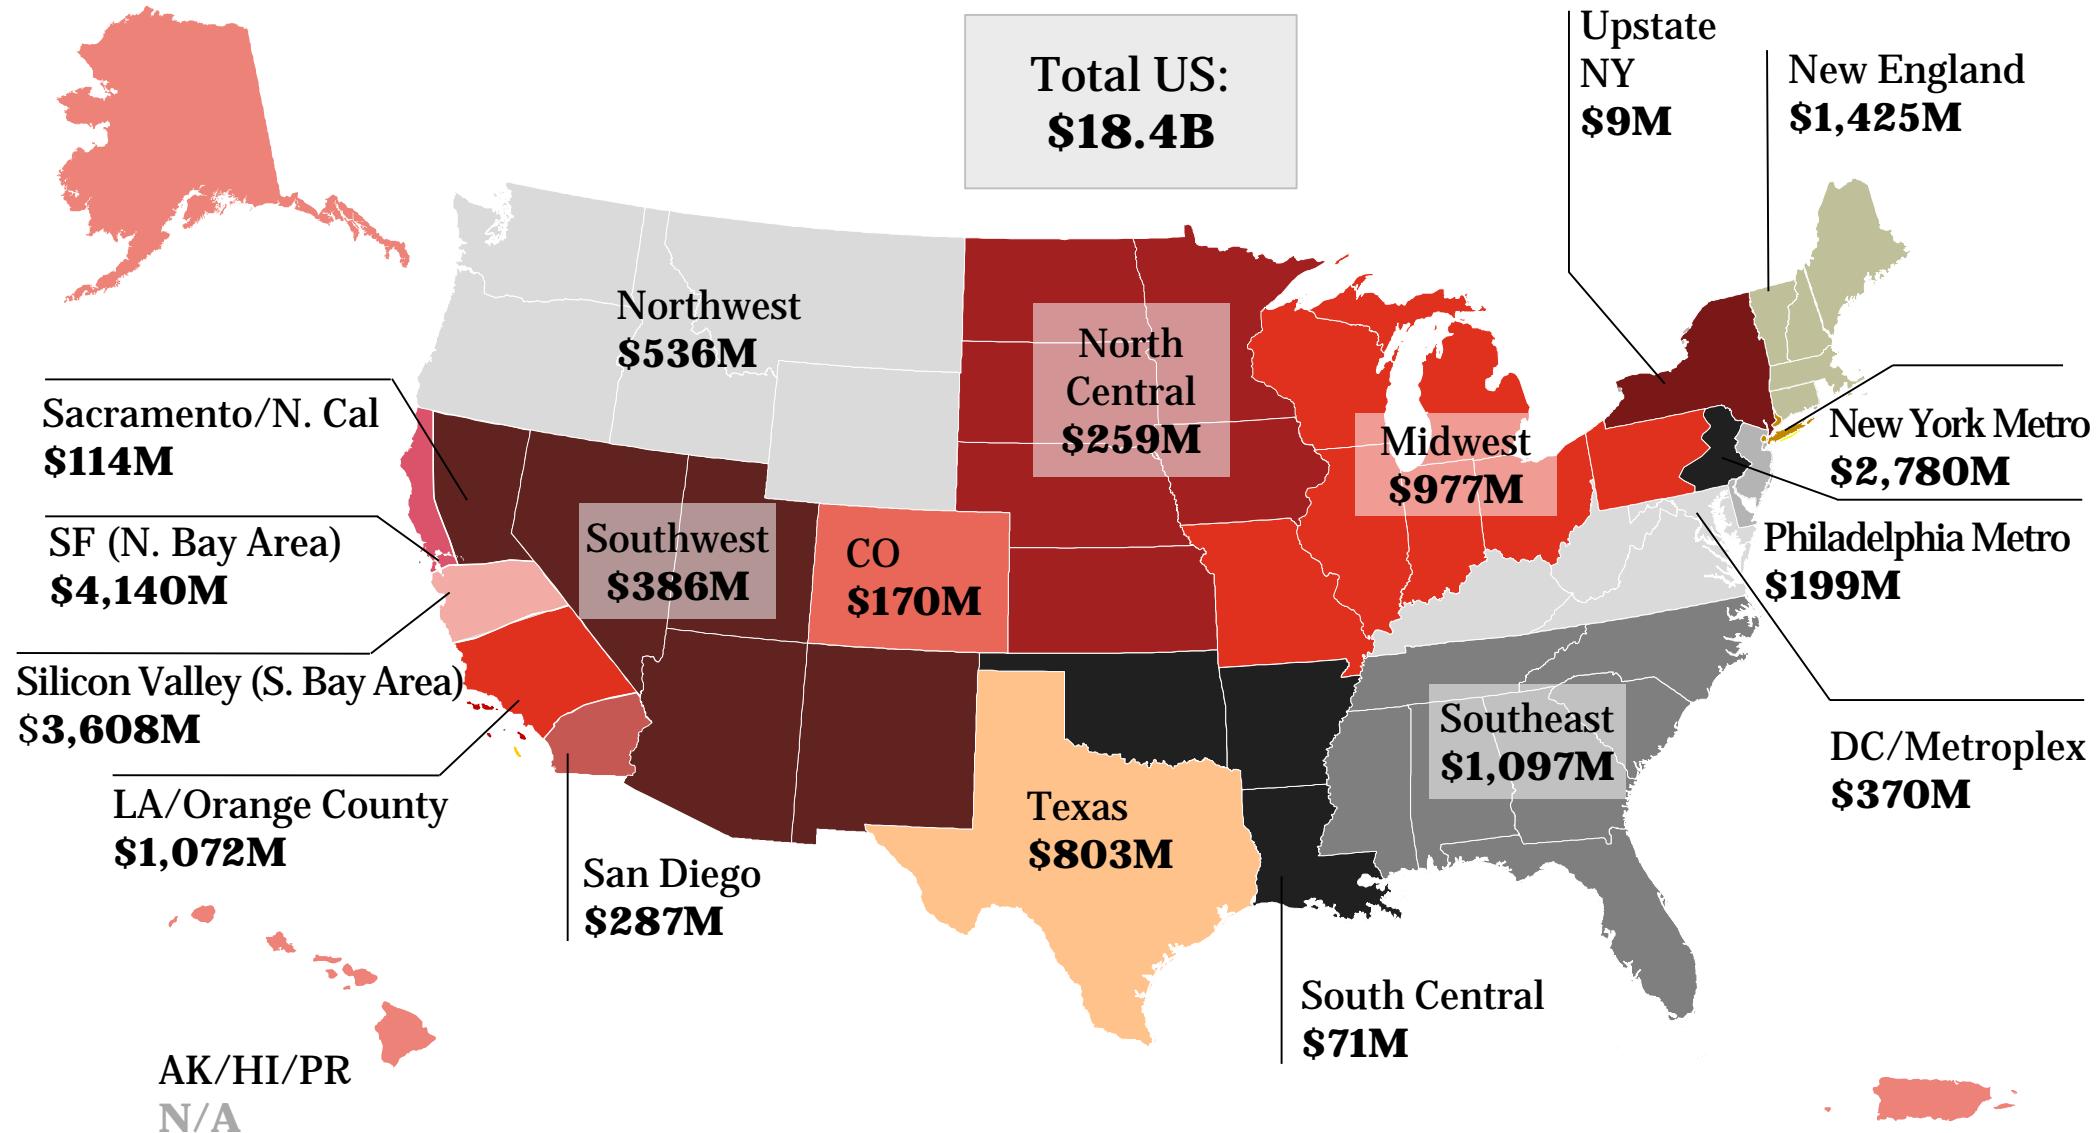 Total US:
$18.4B
Upstate
NY
$9M
New England
$1,425M
Northwest
$536M
North
Central
$259M
Sacramento/N. Cal
$114M
Midwest
$977M
New York Metro
$2,780M
SF (N. Bay Area)
$4,140M
Southwest
$386M
CO
$170M
Philadelphia Metro
$199M
Silicon Valley (S. Bay Area)
$3,608M
Southeast
$1,097M
DC/Metroplex
$370M
LA/Orange County
$1,072M
Texas
$803M
San Diego
$287M
South Central
$71M
AK/HI/PR
N/A